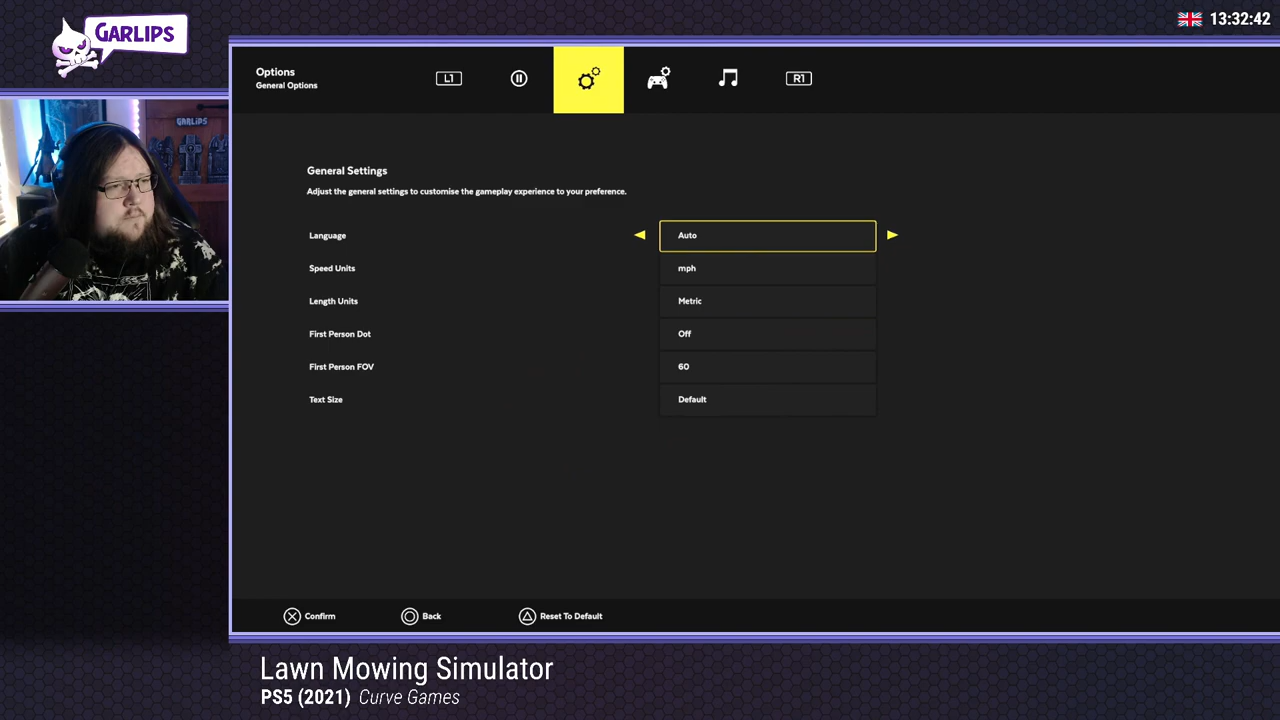 GARLIPS
13:32:42
GARLIPS
Options
General Options
L1
R1
General Settings
Adjust the general settings to customise the gameplay experience to your preference.
Language Auto
Speed Units mph
Length Units Metric
First Person Dot Off
First Person FOV 60
Text Size Default
Confirm Back Reset To Default
Lawn Mowing Simulator
PS5 (2021) Curve Games